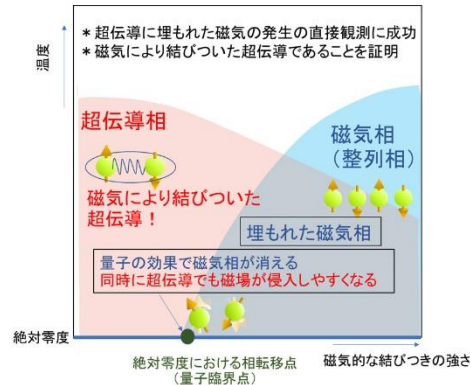 ＊超伝導に埋もれた磁気の発生の直接観測に成功
＊磁気により結びついた超伝導であることを証明
温度
超伝導相
磁気相
（整列相）
磁気により結びついた
超伝導！
埋もれた磁気相
量子の効果で磁気相が消える
同時に超伝導でも磁場が侵入しやすくなる
絶対零度
絶対零度における相転移点
（量子臨界点）
磁気的な結びつきの強さ